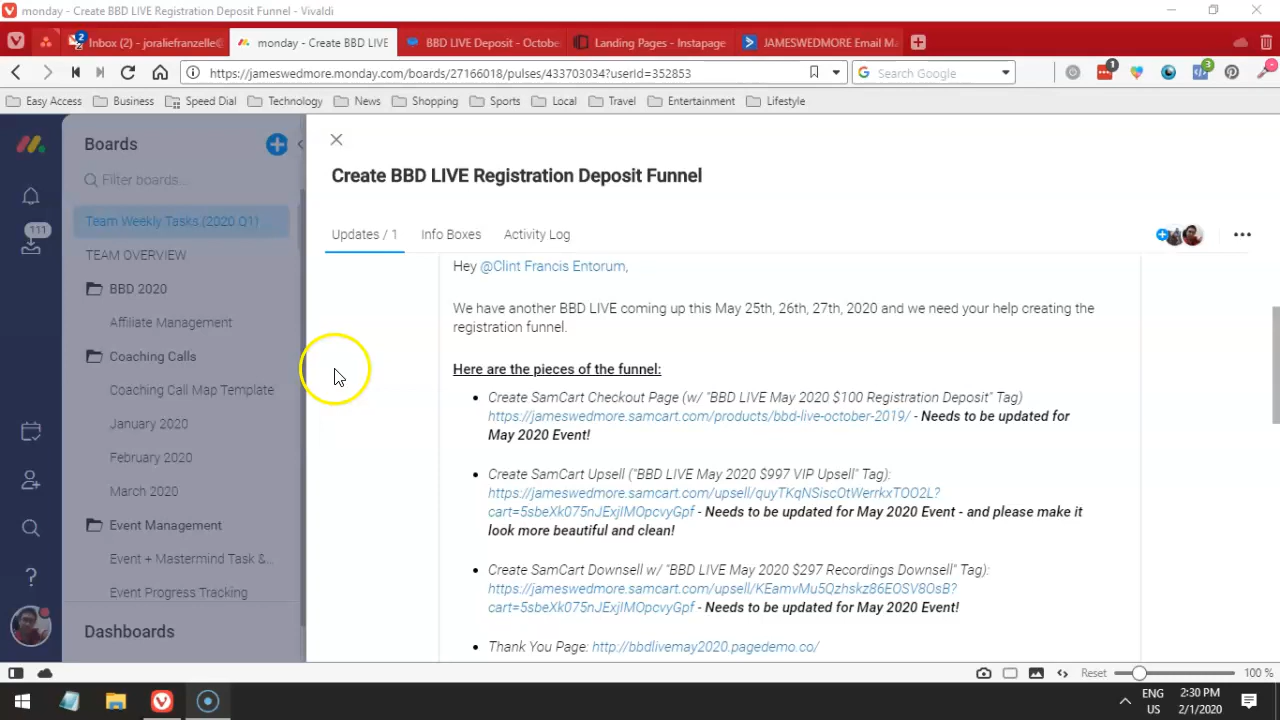 monday - Create BBD LIVE Registration Deposit Funnel - Vivaldi
2
Inbox (2) - joraliefranzelle
monday - Create BBD LIVE
BBD LIVE Deposit - Octobe
Landing Pages - Instapage
JAMESWEDMORE Email Ma
https://jameswedmore.monday.com/boards/27166018/pulses/433703034?userId=352853
Search Google
1
3
Easy Access
Business
Speed Dial
Technology
News
Shopping
Sports
Local
Travel
Entertainment
Lifestyle
Boards
Filter boards...
111
Team Weekly Tasks (2020 Q1)
TEAM OVERVIEW
BBD 2020
Affiliate Management
Coaching Calls
Coaching Call Map Template
January 2020
February 2020
March 2020
Event Management
Event + Mastermind Task &...
Event Progress Tracking
Dashboards
Create BBD LIVE Registration Deposit Funnel
Updates / 1
Info Boxes
Activity Log
Hey @Clint Francis Entorum,
We have another BBD LIVE coming up this May 25th, 26th, 27th, 2020 and we need your help creating the
registration funnel.
Here are the pieces of the funnel:
• Create SamCart Checkout Page (w/ "BBD LIVE May 2020 $100 Registration Deposit" Tag)
https://jameswedmore.samcart.com/products/bbd-live-october-2019/ - Needs to be updated for
May 2020 Event!
• Create SamCart Upsell ("BBD LIVE May 2020 $997 VIP Upsell" Tag):
https://jameswedmore.samcart.com/upsell/quyTKqNSiscOtWerrkxTOO2L?
cart=5sbeXk075nJExjIMOpcvyGpf - Needs to be updated for May 2020 Event - and please make it
look more beautiful and clean!
• Create SamCart Downsell w/ "BBD LIVE May 2020 $297 Recordings Downsell" Tag):
https://jameswedmore.samcart.com/upsell/KEamvMu5Qzhskz86EOSV8OsB?
cart=5sbeXk075nJExjIMOpcvyGpf - Needs to be updated for May 2020 Event!
• Thank You Page: http://bbdlivemay2020.pagedemo.co/
Reset
100 %
ENG
US
2:30 PM
2/1/2020